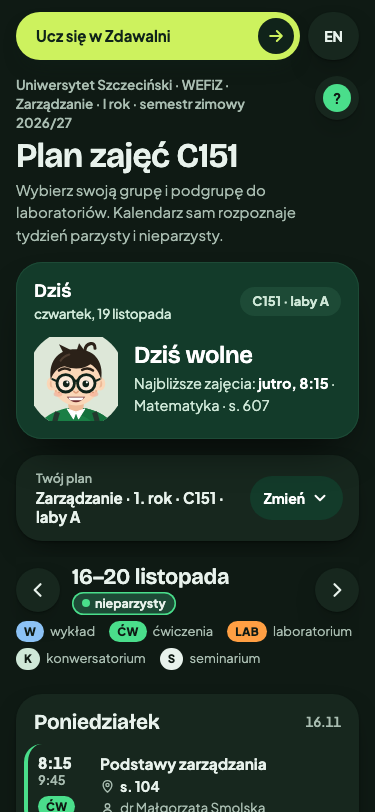 Ucz się w Zdawalni
EN
Uniwersytet Szczeciński · WEFiZ ·
Zarządzanie · I rok · semestr zimowy
2026/27
?
Plan zajęć C151
Wybierz swoją grupę i podgrupę do
laboriów. Kalendarz sam rozpoznaje
tydzień parzysty i nieparzysty.
Dziś
czwartek, 19 listopada
C151 · laby A
Dziś wolne
Najbliższe zajęcia: jutro, 8:15 ·
Matematyka · s. 607
Twój plan
Zarządzanie · 1. rok · C151 ·
laby A
Zmień
16–20 listopada
nieparzysty
W wykład ĆW ćwiczenia LAB laboratorium
K konwersatorium S seminarium
Poniedziałek 16.11
8:15 Podstawy zarządzania
9:45 s. 104
ĆW dr Małgorzata Smolska